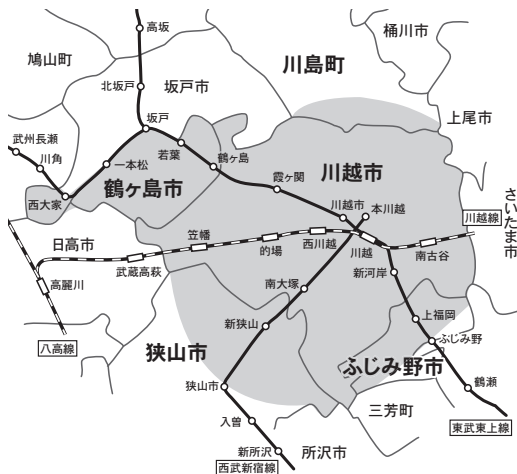 高坂
桶川市
鳩山町
川島町
坂戸市
北坂戸
上尾市
坂戸
武州長瀬
若葉
鶴ヶ島
川角
一本松
川越市
霞ヶ関
鶴ヶ島市
西大家
さいたま市
川越市
本川越
川越線
日高市
笠幡
的場
西川越
川越
南古谷
武蔵高萩
新河岸
高麗川
南大塚
上福岡
新狭山
ふじみ野
八高線
狭山市
ふじみ野市
狭山市
鶴瀬
三芳町
入曽
東武東上線
新所沢
所沢市
西武新宿線